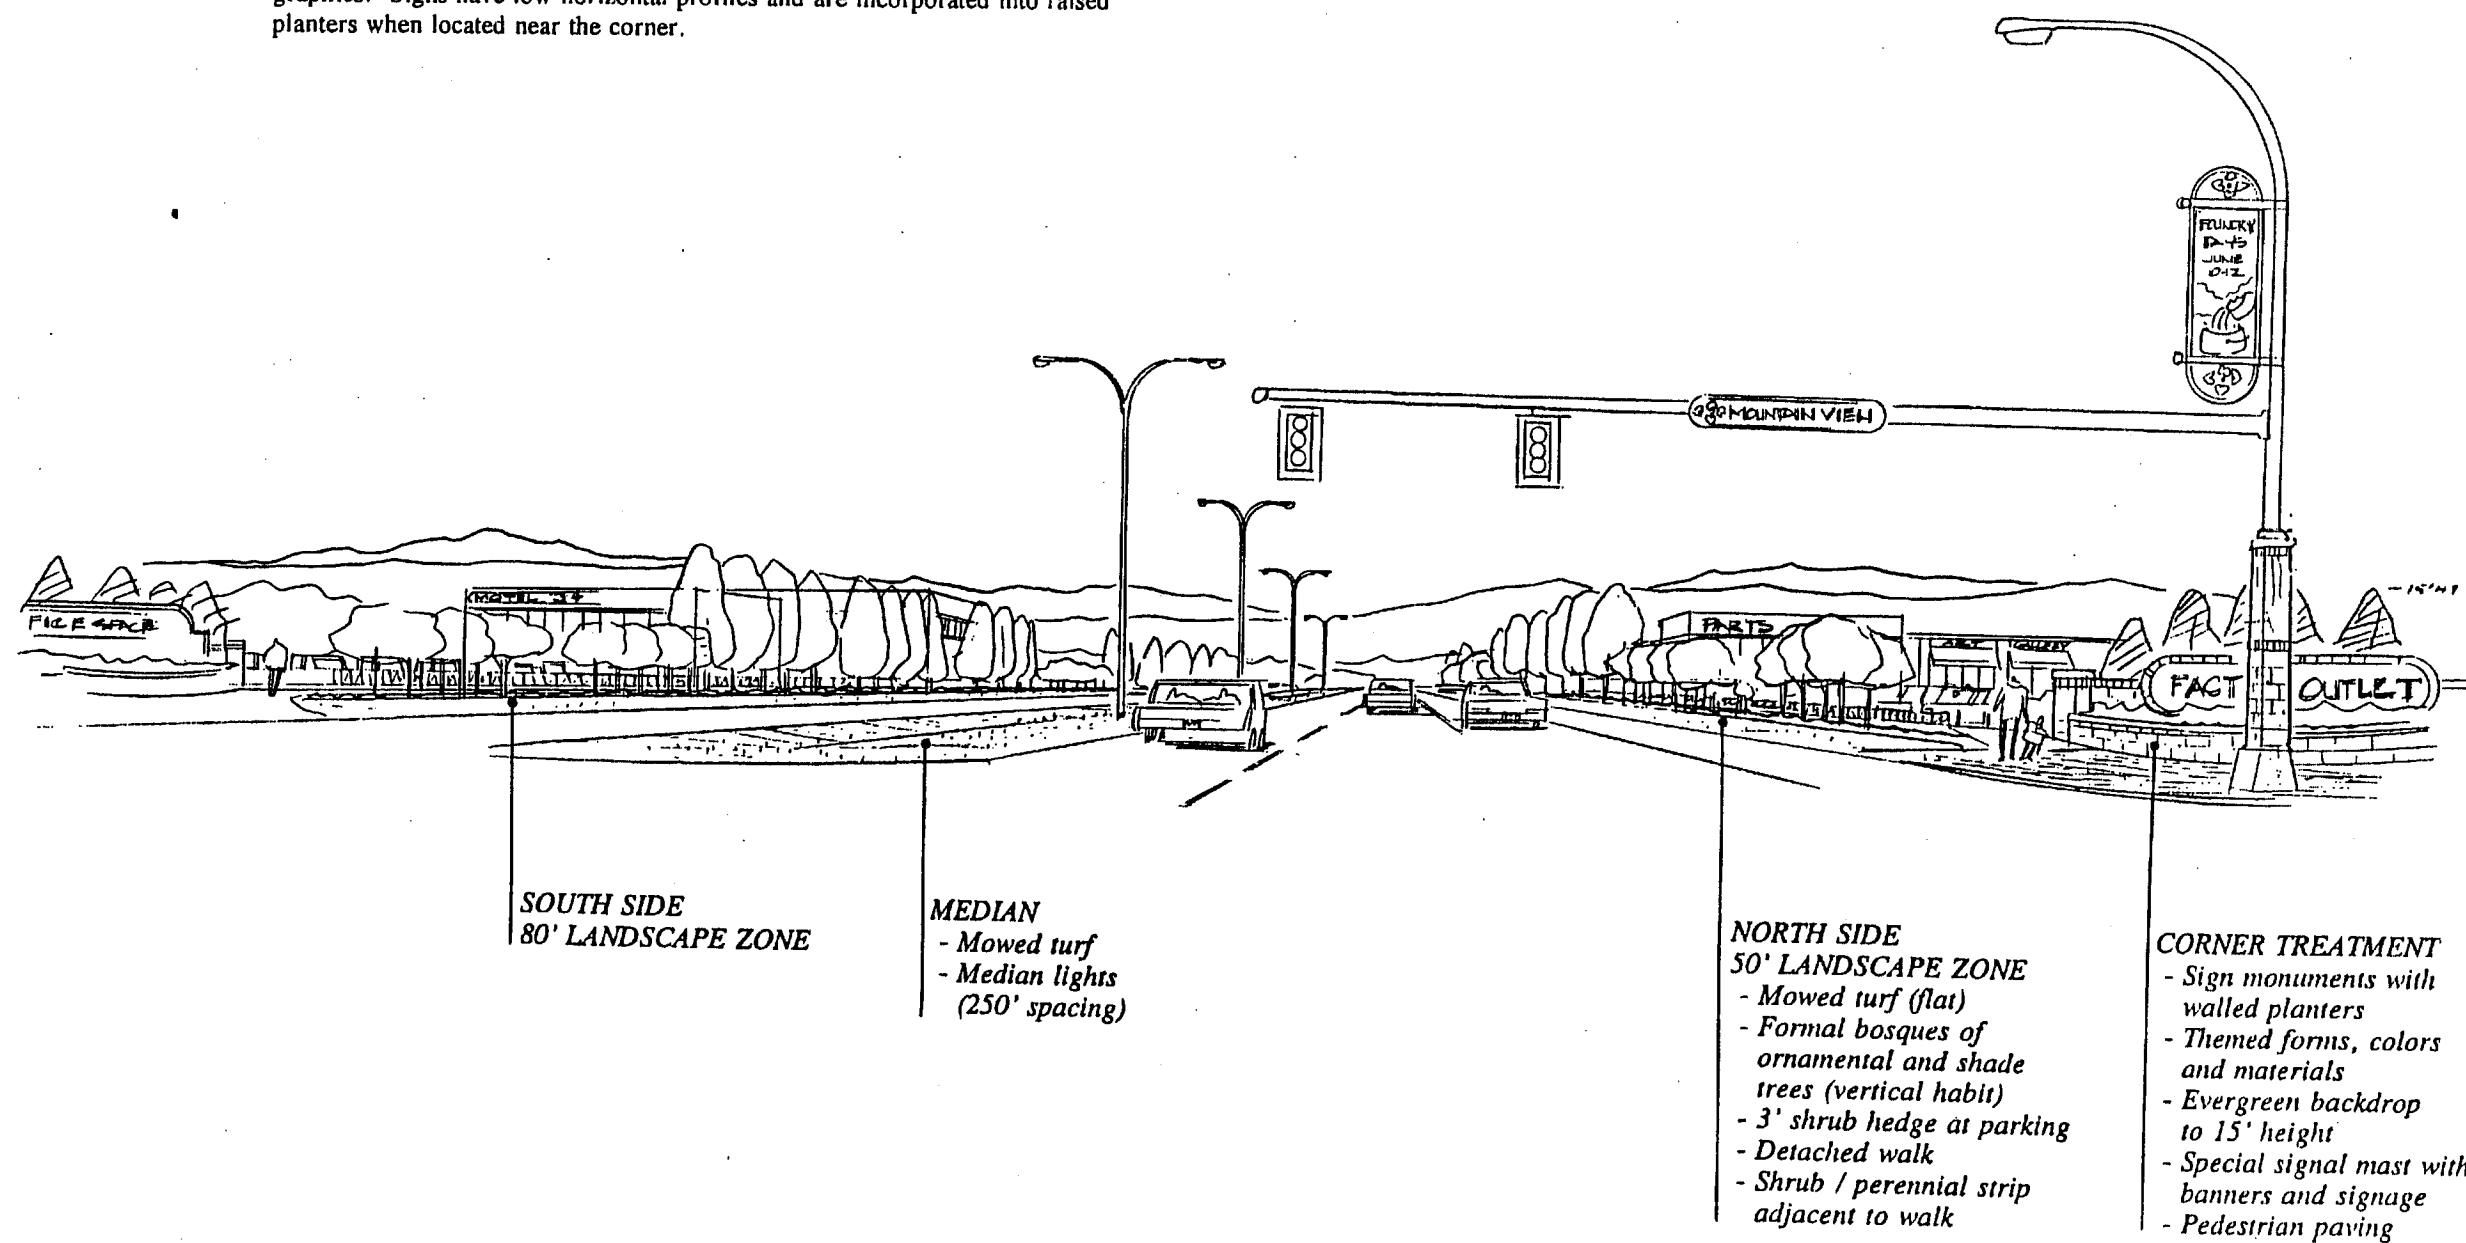 planters when located near the corner.
JUNE
10-12
MOUNTAIN VIEW
MOTEL
PARTS
FACT OUTLET
SOUTH SIDE
80' LANDSCAPE ZONE
MEDIAN
- Mowed turf
- Median lights
(250' spacing)
NORTH SIDE
50' LANDSCAPE ZONE
- Mowed turf (flat)
- Formal bosques of
ornamental and shade
trees (vertical habit)
- 3' shrub hedge at parking
- Detached walk
- Shrub / perennial strip
adjacent to walk
CORNER TREATMENT
- Sign monuments with
walled planters
- Themed forms, colors
and materials
- Evergreen backdrop
to 15' height
- Special signal mast with
banners and signage
- Pedestrian paving